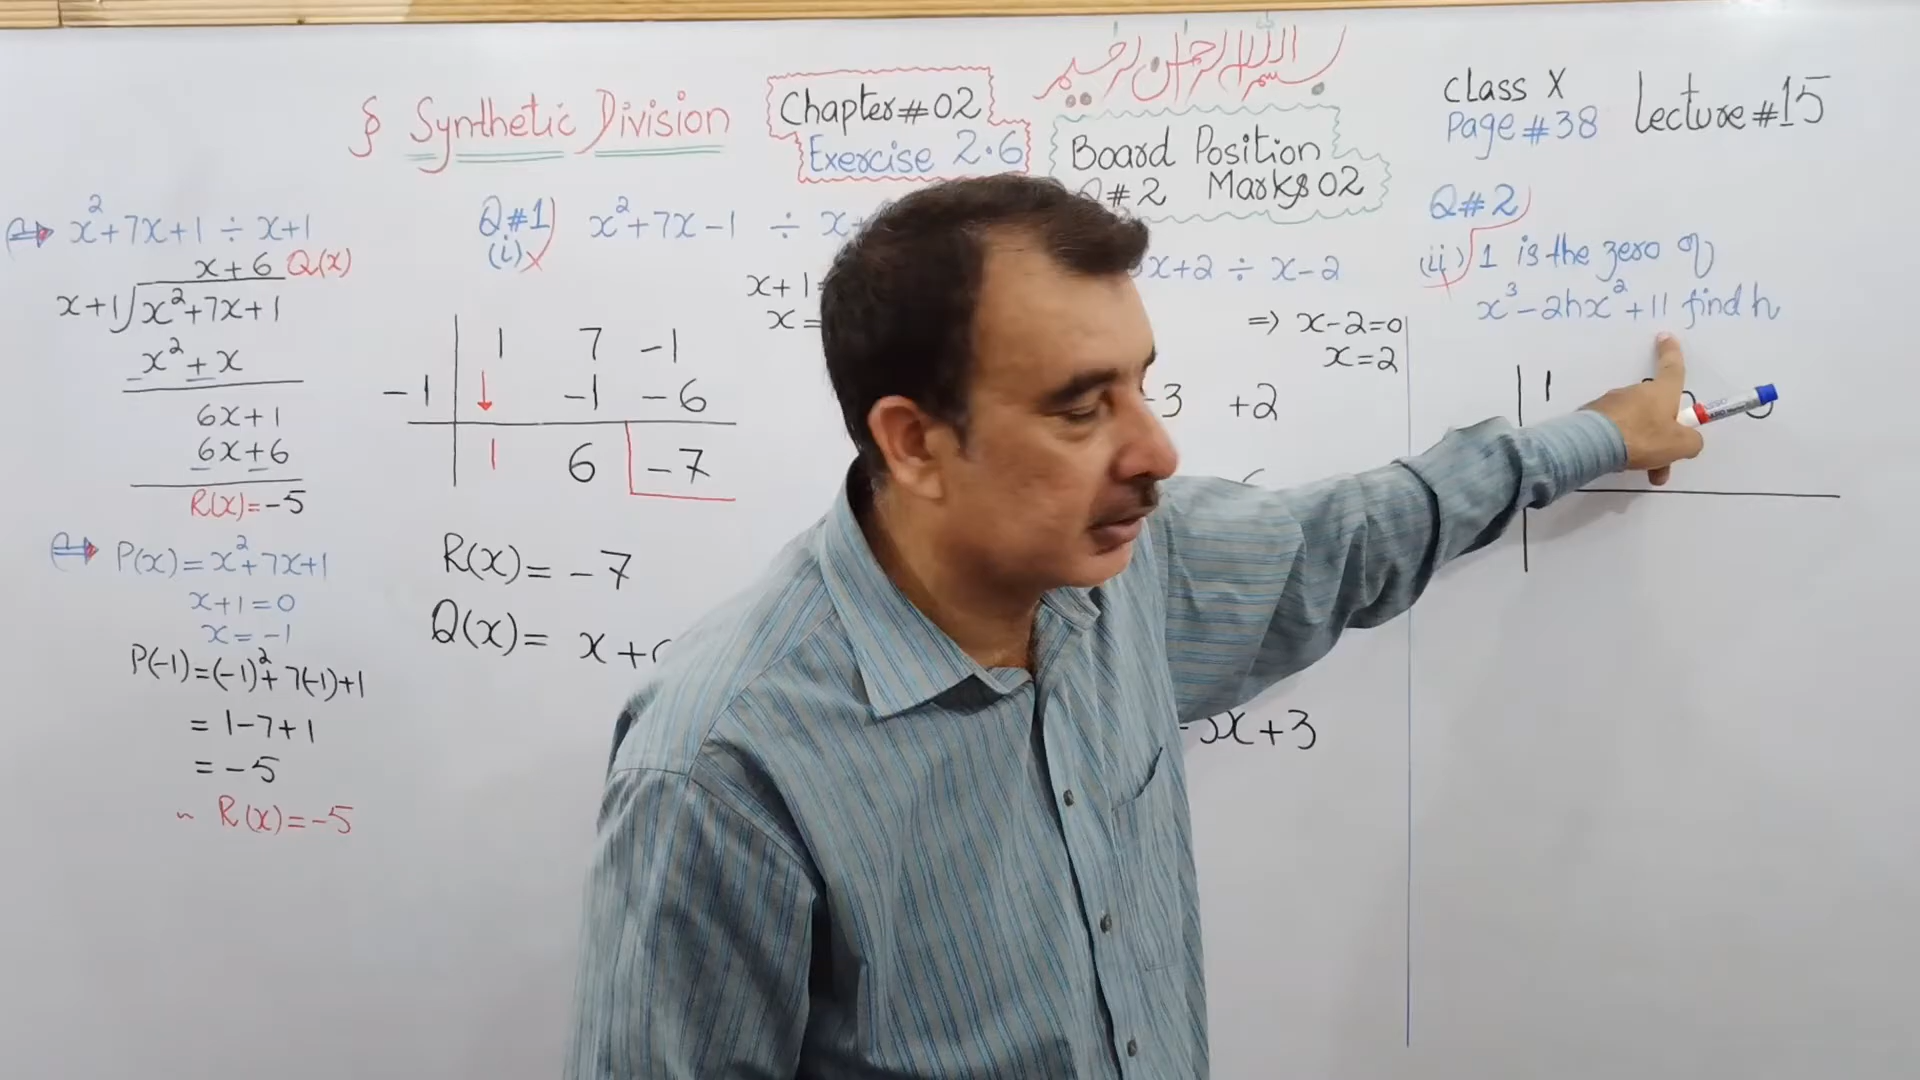 بسم الله الرحمن الرحیم
§ Synthetic Division
Chapter#02
Exercise 2.6
Board Position
Q#2 Marks 02
Class X
Page #38
Lecture#15
x²+7x+1 ÷ x+1
x+6 Q(x)
x+1 x²+7x+1
x² + x
6x+1
6x+6
R(x)=-5
P(x)=x²+7x+1
x+1=0
x=-1
P(-1)=(-1)²+7(-1)+1
= 1-7+1
= -5
~ R(x)=-5
Q#1)
(i) x²+7x-1 ÷ x+
x+1=
x=
1 7 -1
-1 ↓ -1 -6
1 6 -7
R(x)= -7
Q(x)= x+
x+2 ÷ x-2
=> x-2=0
x=2
-3 +2
x+3
Q#2)
(ii) 1 is the zero of
x³-2hx²+11 find h
1